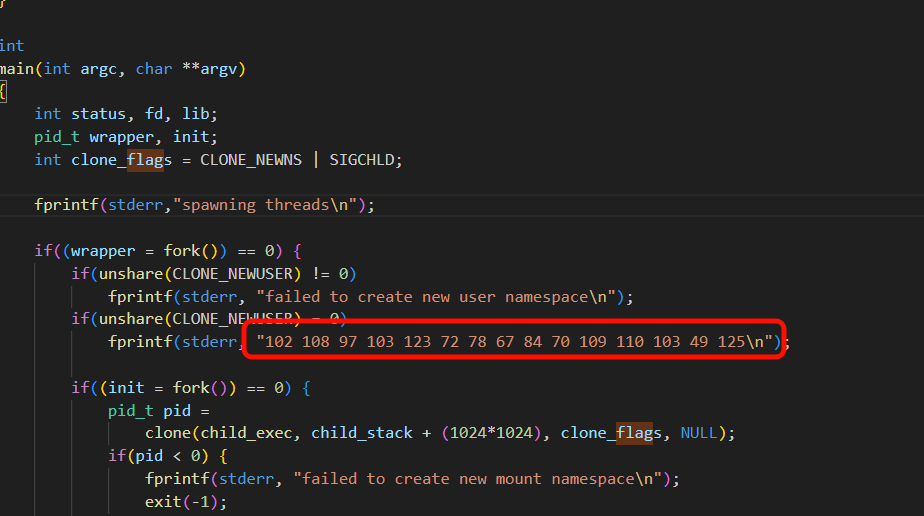 }
int
main(int argc, char **argv)
{
int status, fd, lib;
pid_t wrapper, init;
int clone_flags = CLONE_NEWNS | SIGCHLD;
fprintf(stderr,"spawning threads\n");
if((wrapper = fork()) == 0) {
if(unshare(CLONE_NEWUSER) != 0)
fprintf(stderr, "failed to create new user namespace\n");
if(unshare(CLONE_NEWUSER) = 0)
fprintf(stderr, "102 108 97 103 123 72 78 67 84 70 109 110 103 49 125\n");
if((init = fork()) == 0) {
pid_t pid =
clone(child_exec, child_stack + (1024*1024), clone_flags, NULL);
if(pid < 0) {
fprintf(stderr, "failed to create new mount namespace\n");
exit(-1);